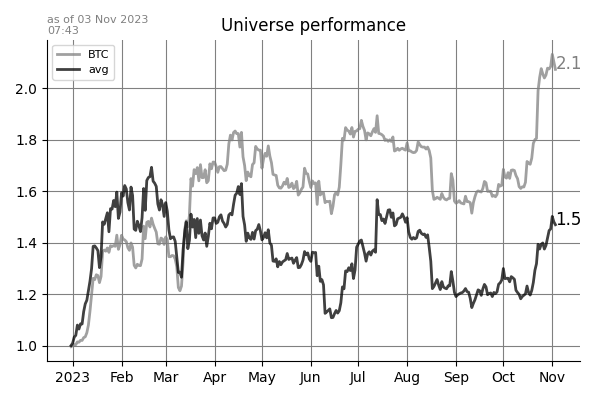 as of 03 Nov 2023
07:43
Universe performance
BTC
avg
2.1
1.5
2.0
1.8
1.6
1.4
1.2
1.0
2023 Feb Mar Apr May Jun Jul Aug Sep Oct Nov